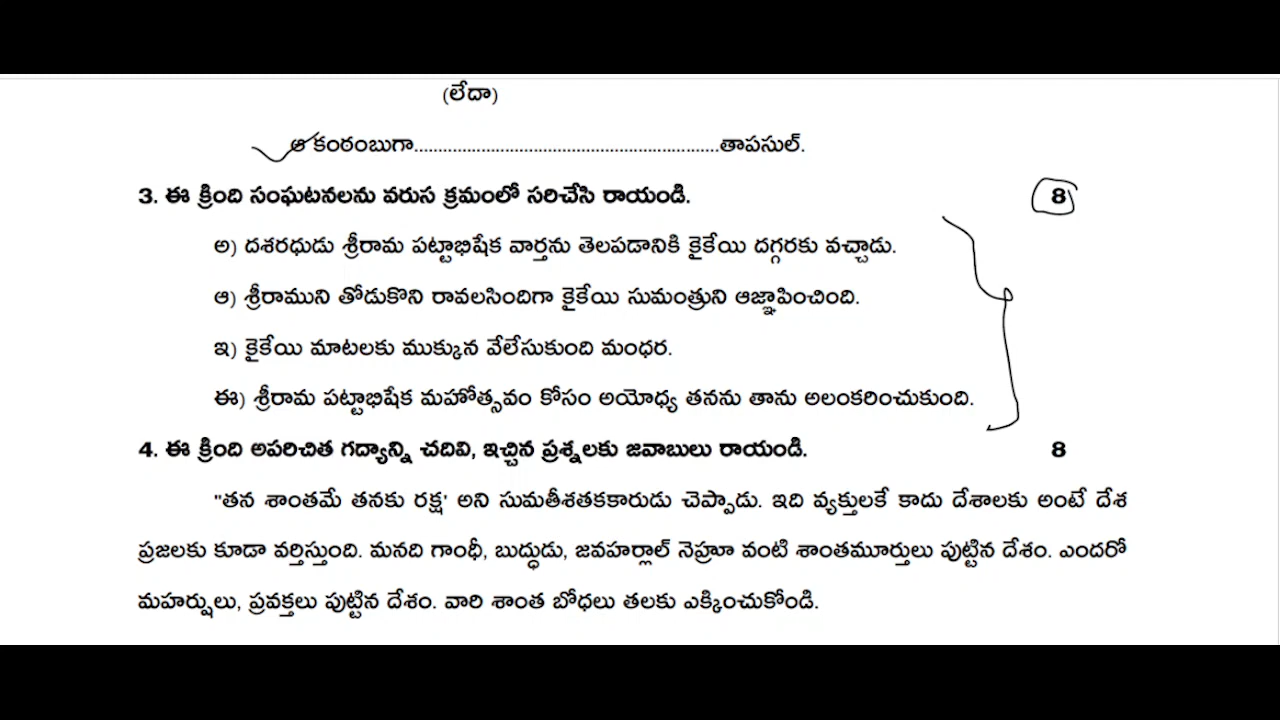 (లేదా)
ఆ కంఠంబుగా...............................................................తాపసుల్.
3. ఈ క్రింది సంఘటనలను వరుస క్రమంలో సరిచేసి రాయండి. 8
అ) దశరధుడు శ్రీరామ పట్టాభిషేక వార్తను తెలపడానికి కైకేయి దగ్గరకు వచ్చాడు.
ఆ) శ్రీరాముని తోడుకొని రావలసిందిగా కైకేయి సుమంత్రుని ఆజ్ఞాపించింది.
ఇ) కైకేయి మాటలకు ముక్కున వేలేసుకుంది మంధర.
ఈ) శ్రీరామ పట్టాభిషేక మహోత్సవం కోసం అయోధ్య తనను తాను అలంకరించుకుంది.
4. ఈ క్రింది అపరిచిత గద్యాన్ని చదివి, ఇచ్చిన ప్రశ్నలకు జవాబులు రాయండి. 8
"తన శాంతమే తనకు రక్ష' అని సుమతీశతకకారుడు చెప్పాడు. ఇది వ్యక్తులకే కాదు దేశాలకు అంటే దేశ
ప్రజలకు కూడా వర్తిస్తుంది. మనది గాంధీ, బుద్ధుడు, జవహర్లాల్ నెహ్రూ వంటి శాంతమూర్తులు పుట్టిన దేశం. ఎందరో
మహర్షులు, ప్రవక్తలు పుట్టిన దేశం. వారి శాంత బోధలు తలకు ఎక్కించుకోండి.